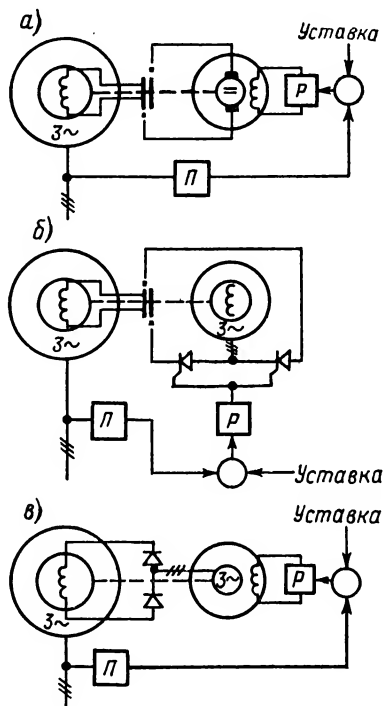 а)
Уставка
Р
=
3~
П
б)
3~
3~
П
Р
Уставка
в)
Уставка
3~
3~
Р
П